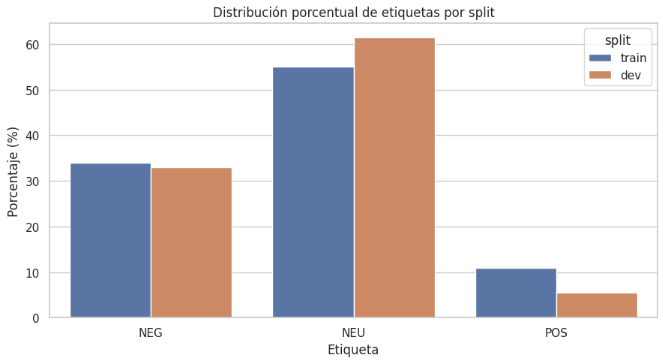 Distribución porcentual de etiquetas por split
split
train
dev
Porcentaje (%)
60
50
40
30
20
10
0
NEG NEU POS
Etiqueta